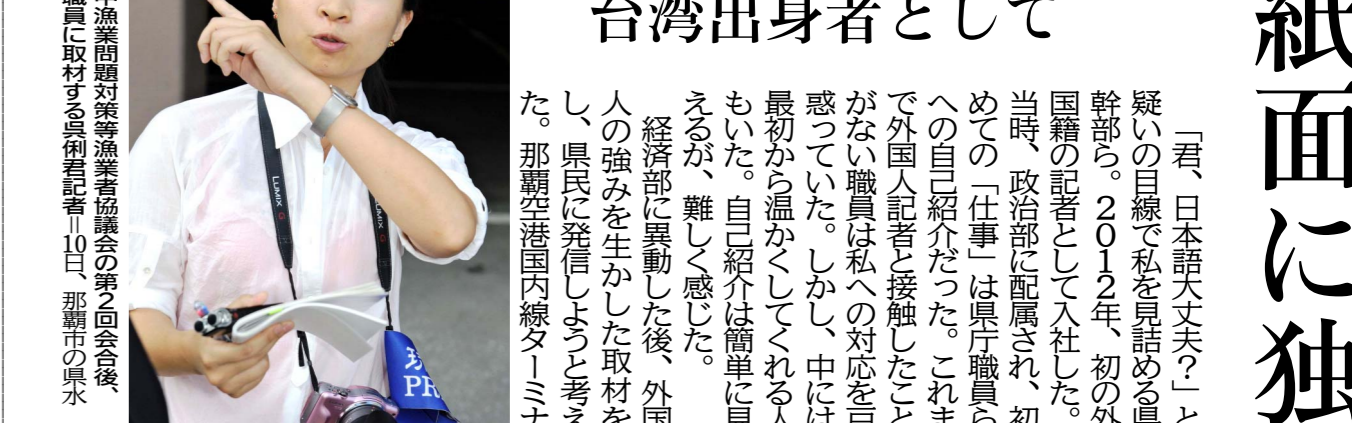 紙面に独
台湾出身者として
「君、日本語大丈夫？」と
疑いの目線で私を見詰める県
幹部ら。２０１２年、初の外
国籍の記者として入社した。
当時、政治部に配属され、初
めての「仕事」は県庁職員ら
への自己紹介だった。これま
で外国人記者と接触したこと
がない職員は私への対応を戸
惑っていた。しかし、中には
最初から温かくしてくれる人
もいた。自己紹介は簡単に見
えるが、難しく感じた。
経済部に異動した後、外国
人の強みを生かした取材を
し、県民に発信しようと考え
た。那覇空港国内線ターミナ
漁業問題対策等漁業者協議会の第２回会合後、
職員に取材する呉俐君記者＝10日、那覇市の県水
LUMIX G
LUMIX
PR